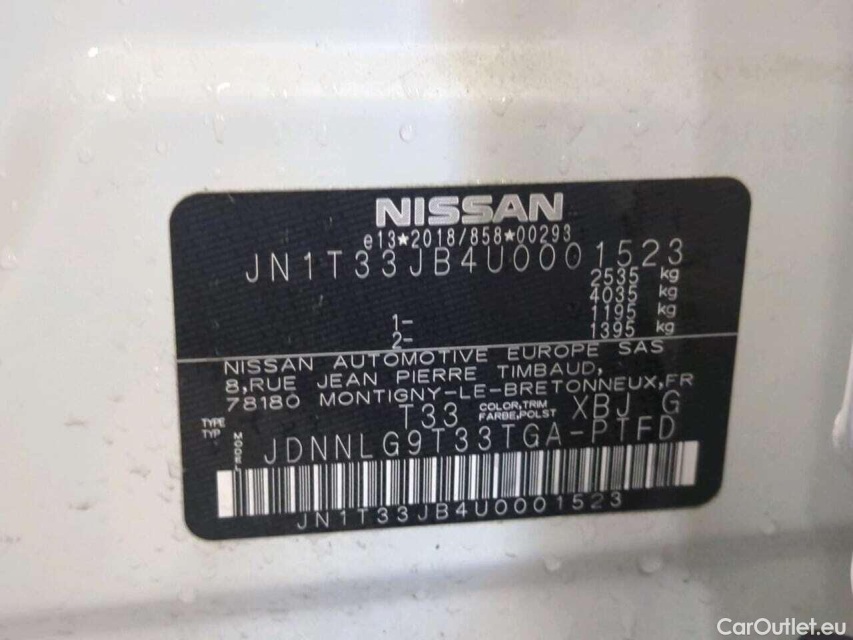 NISSAN
e13*2018/858*00293
JN1T33JB4U0001523
2535 kg
4035 kg
1- 1195 kg
2- 1395 kg
NISSAN AUTOMOTIVE EUROPE SAS
8,RUE JEAN PIERRE TIMBAUD,
78180 MONTIGNY-LE-BRETONNEUX,FR
TYPE TYP T33 COLOR,TRIM FARBE,POLST XBJ G
MODEL JDNNLG9T33TGA-PTFD
JN1T33JB4U0001523
CarOutlet.eu